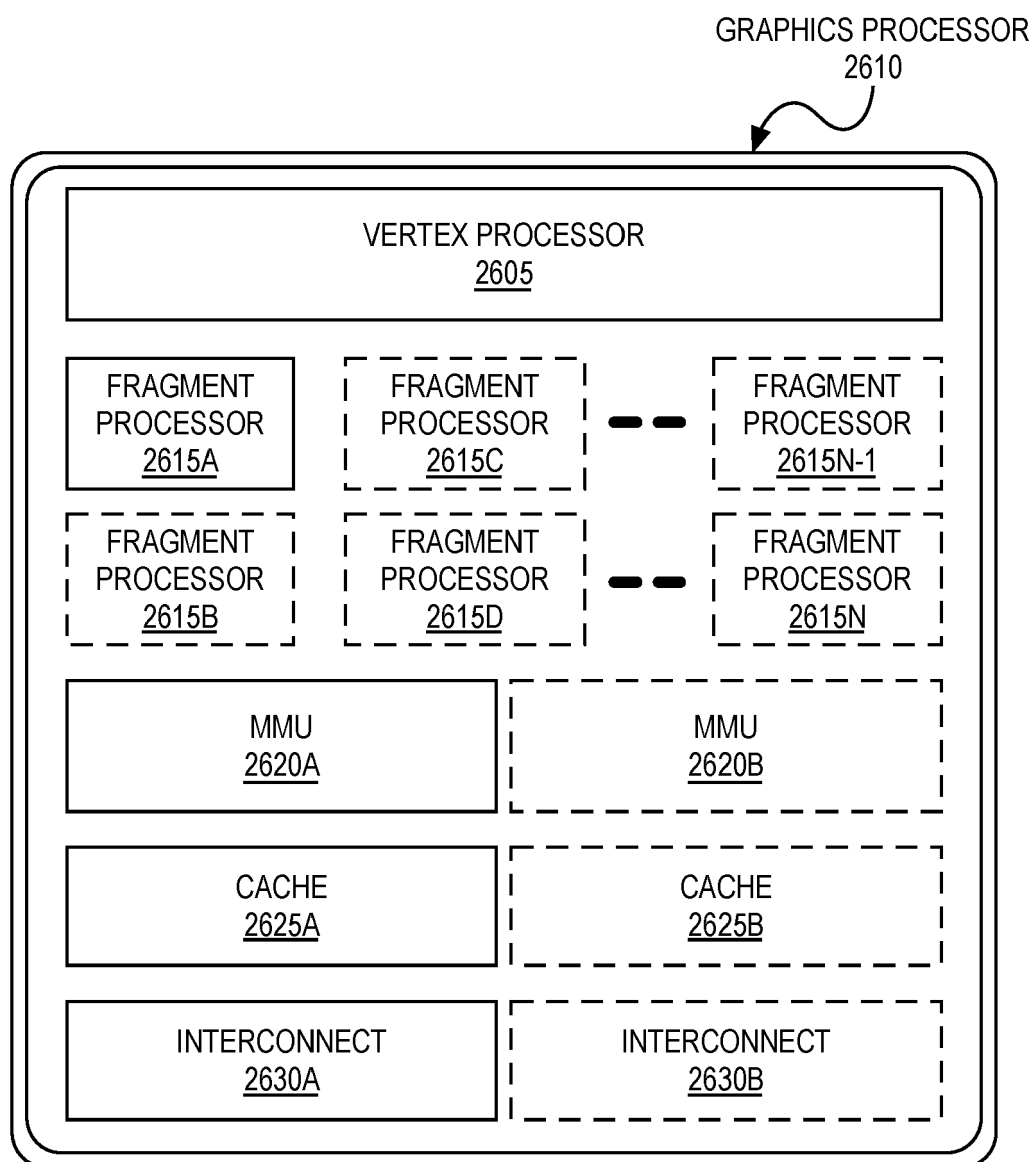 GRAPHICS PROCESSOR
2610
VERTEX PROCESSOR
2605
FRAGMENT
PROCESSOR
2615A
FRAGMENT
PROCESSOR
2615C
FRAGMENT
PROCESSOR
2615N-1
FRAGMENT
PROCESSOR
2615B
FRAGMENT
PROCESSOR
2615D
FRAGMENT
PROCESSOR
2615N
MMU
2620A
MMU
2620B
CACHE
2625A
CACHE
2625B
INTERCONNECT
2630A
INTERCONNECT
2630B